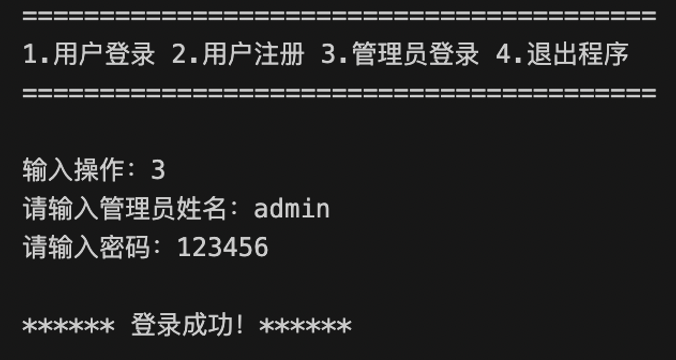 =========================================
1.用户登录 2.用户注册 3.管理员登录 4.退出程序
=========================================
输入操作：3
请输入管理员姓名：admin
请输入密码：123456
****** 登录成功！******